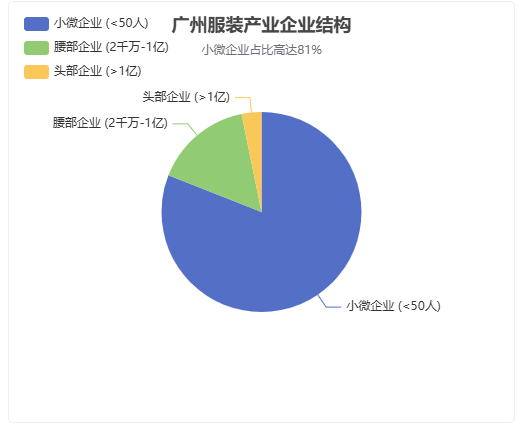 广州服装产业企业结构
小微企业占比高达81%
小微企业 (<50人)
腰部企业 (2千万-1亿)
头部企业 (>1亿)
头部企业 (>1亿)
腰部企业 (2千万-1亿)
小微企业 (<50人)